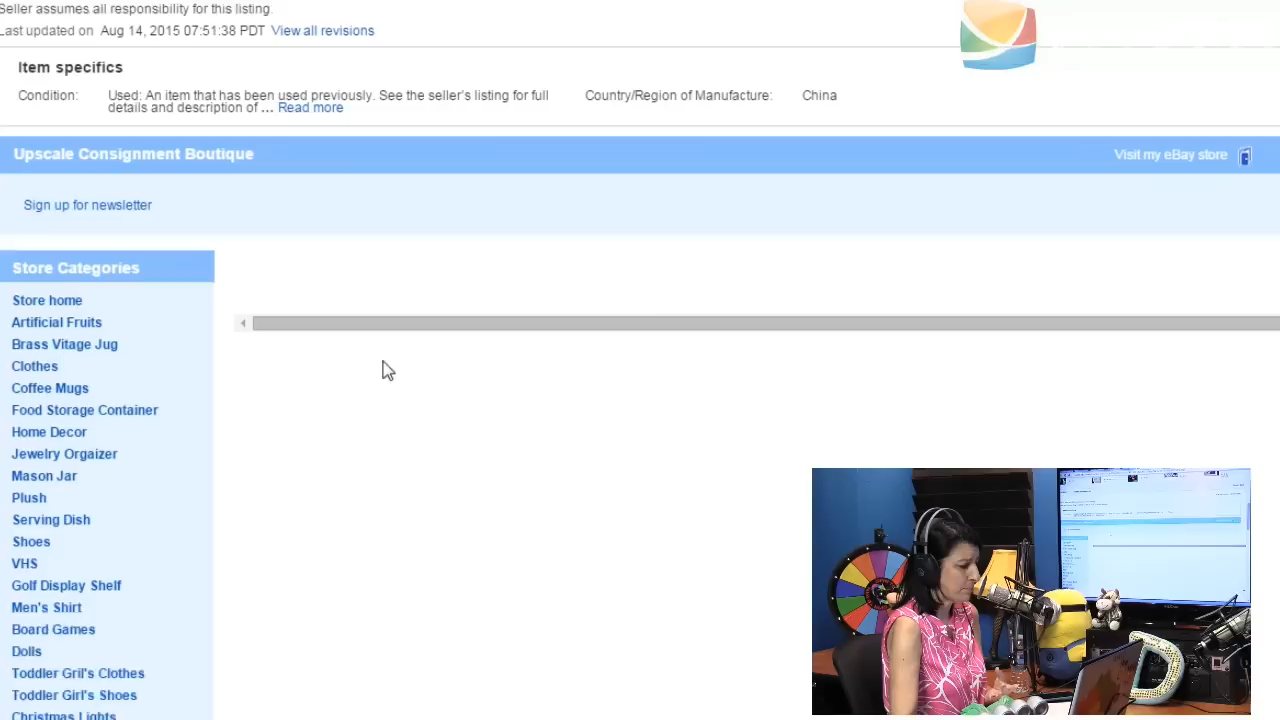 Seller assumes all responsibility for this listing.
Last updated on Aug 14, 2015 07:51:38 PDT View all revisions
Item specifics
Condition: Used: An item that has been used previously. See the seller's listing for full Country/Region of Manufacture: China
details and description of ... Read more
Upscale Consignment Boutique Visit my eBay store
Sign up for newsletter
Store Categories
Store home
Artificial Fruits
Brass Vitage Jug
Clothes
Coffee Mugs
Food Storage Container
Home Decor
Jewelry Orgaizer
Mason Jar
Plush
Serving Dish
Shoes
VHS
Golf Display Shelf
Men's Shirt
Board Games
Dolls
Toddler Gril's Clothes
Toddler Girl's Shoes
Christmas Lights